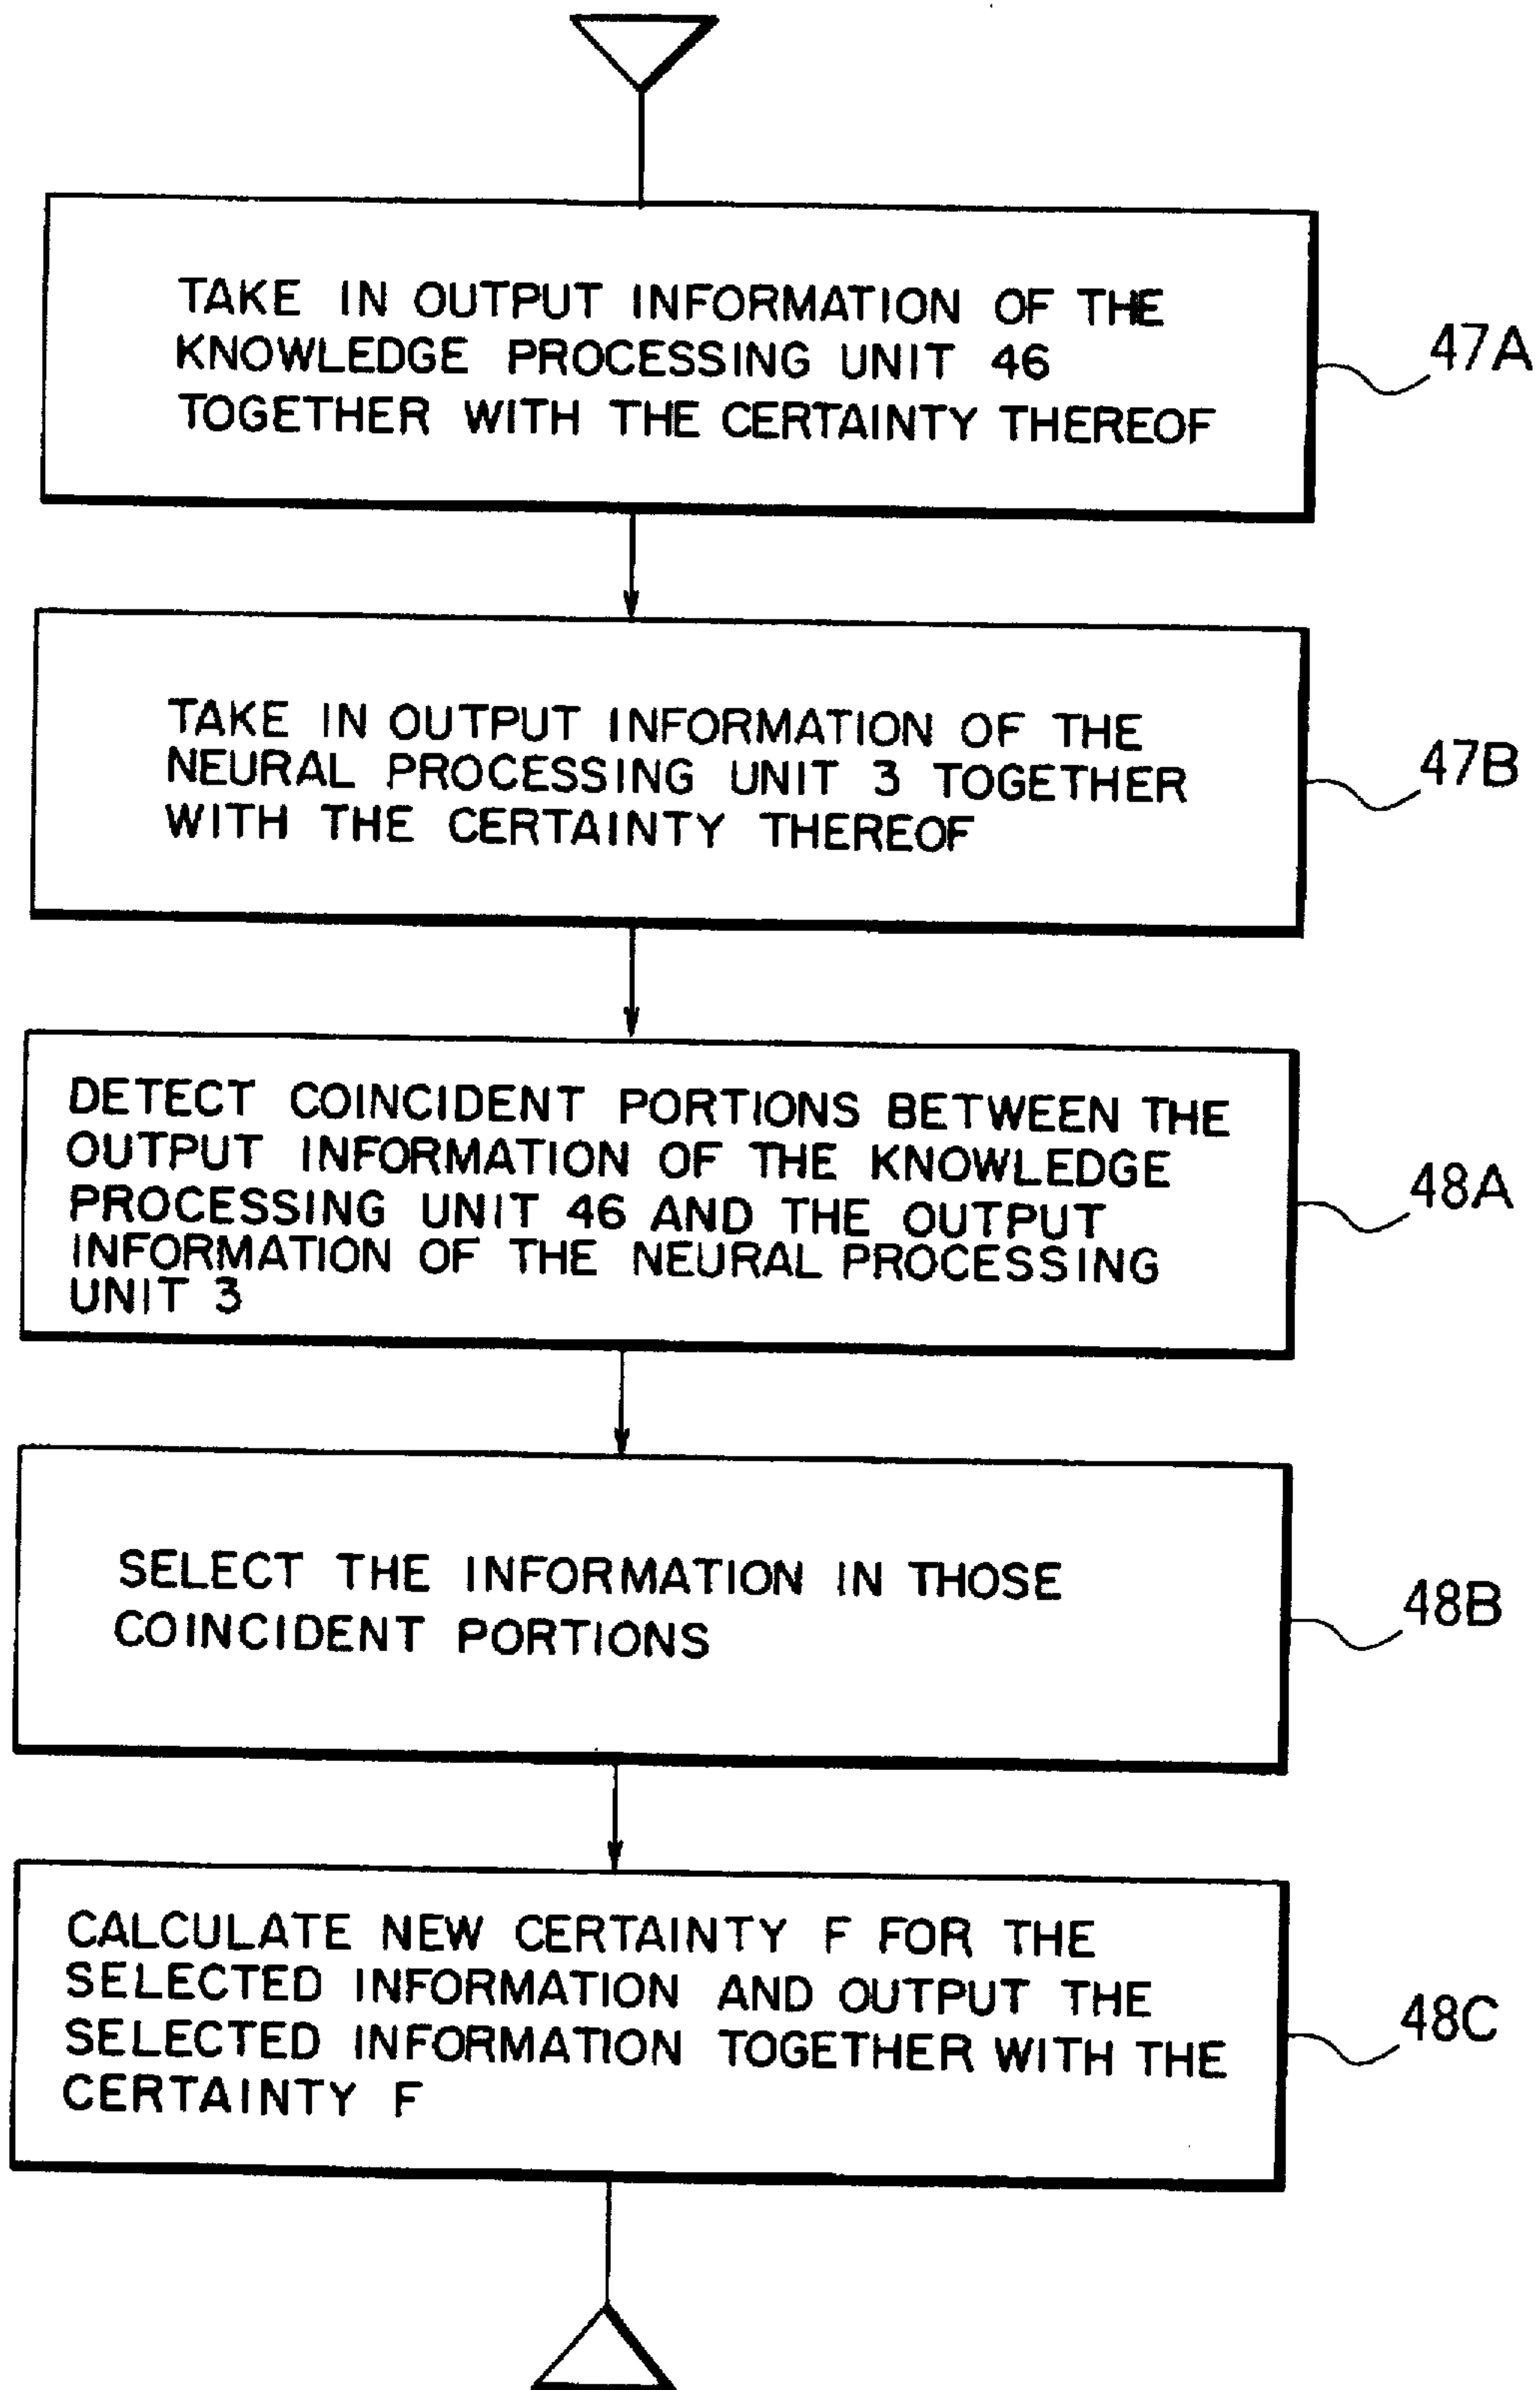 TAKE IN OUTPUT INFORMATION OF THE
KNOWLEDGE PROCESSING UNIT 46
TOGETHER WITH THE CERTAINTY THEREOF
47A
TAKE IN OUTPUT INFORMATION OF THE
NEURAL PROCESSING UNIT 3 TOGETHER
WITH THE CERTAINTY THEREOF
47B
DETECT COINCIDENT PORTIONS BETWEEN THE
OUTPUT INFORMATION OF THE KNOWLEDGE
PROCESSING UNIT 46 AND THE OUTPUT
INFORMATION OF THE NEURAL PROCESSING
UNIT 3
48A
SELECT THE INFORMATION IN THOSE
COINCIDENT PORTIONS
48B
CALCULATE NEW CERTAINTY F FOR THE
SELECTED INFORMATION AND OUTPUT THE
SELECTED INFORMATION TOGETHER WITH THE
CERTAINTY F
48C